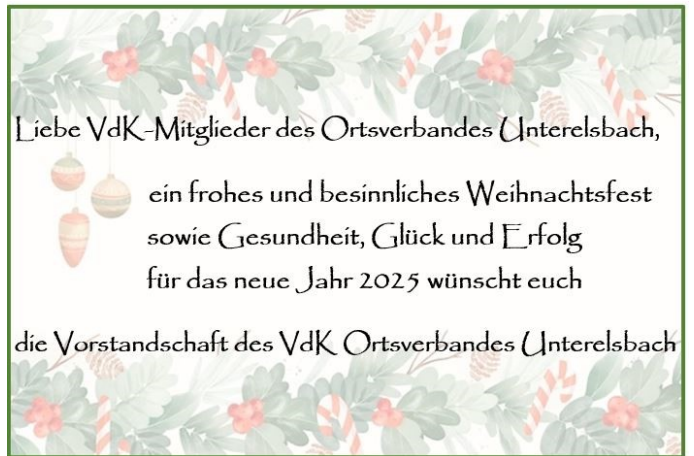 Liebe VdK-Mitglieder des Ortsverbandes Unterelsbach,
ein frohes und besinnliches Weihnachtsfest
sowie Gesundheit, Glück und Erfolg
für das neue Jahr 2025 wünscht euch
die Vorstandschaft des VdK Ortsverbandes Unterelsbach